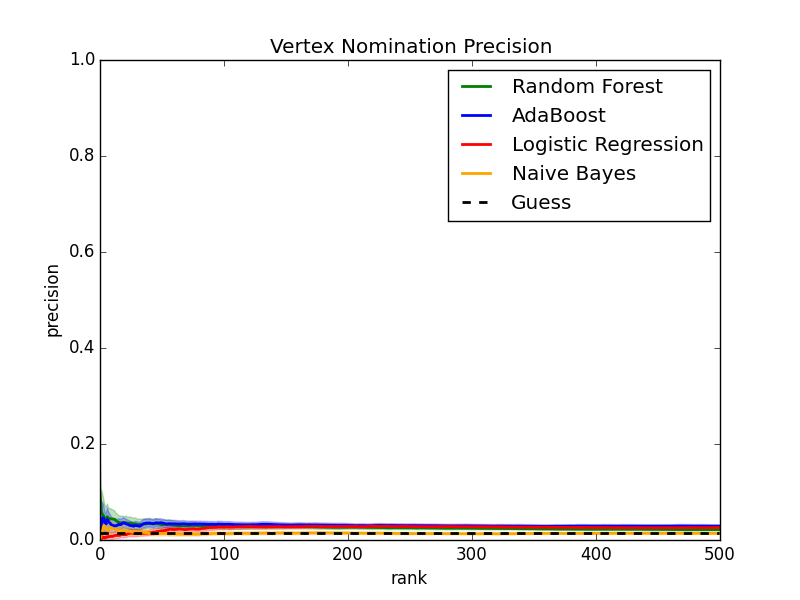 Vertex Nomination Precision
1.0
0.8
0.6
0.4
0.2
0.0
precision
Random Forest
AdaBoost
Logistic Regression
Naive Bayes
Guess
0 100 200 300 400 500
rank